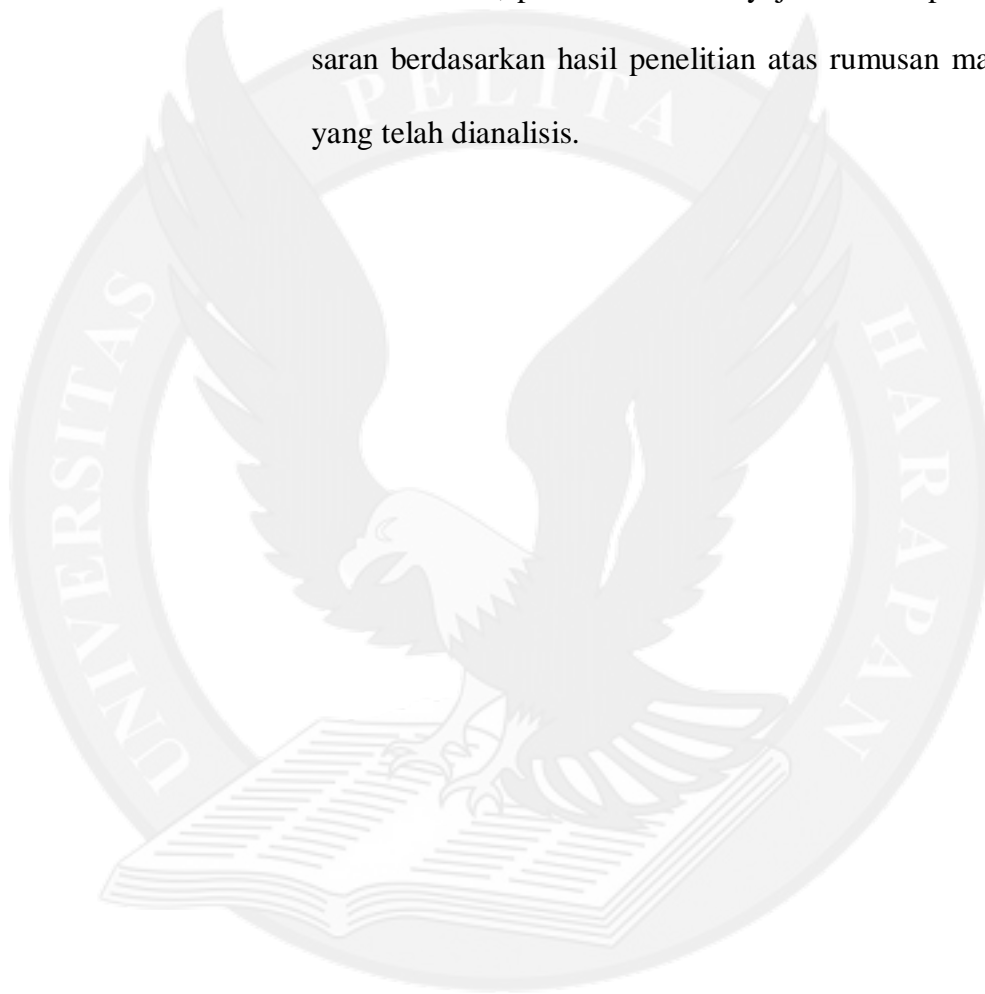 saran berdasarkan hasil penelitian atas rumusan ma
yang telah dianalisis.
UNIVERSITAS PELITA HARAPAN